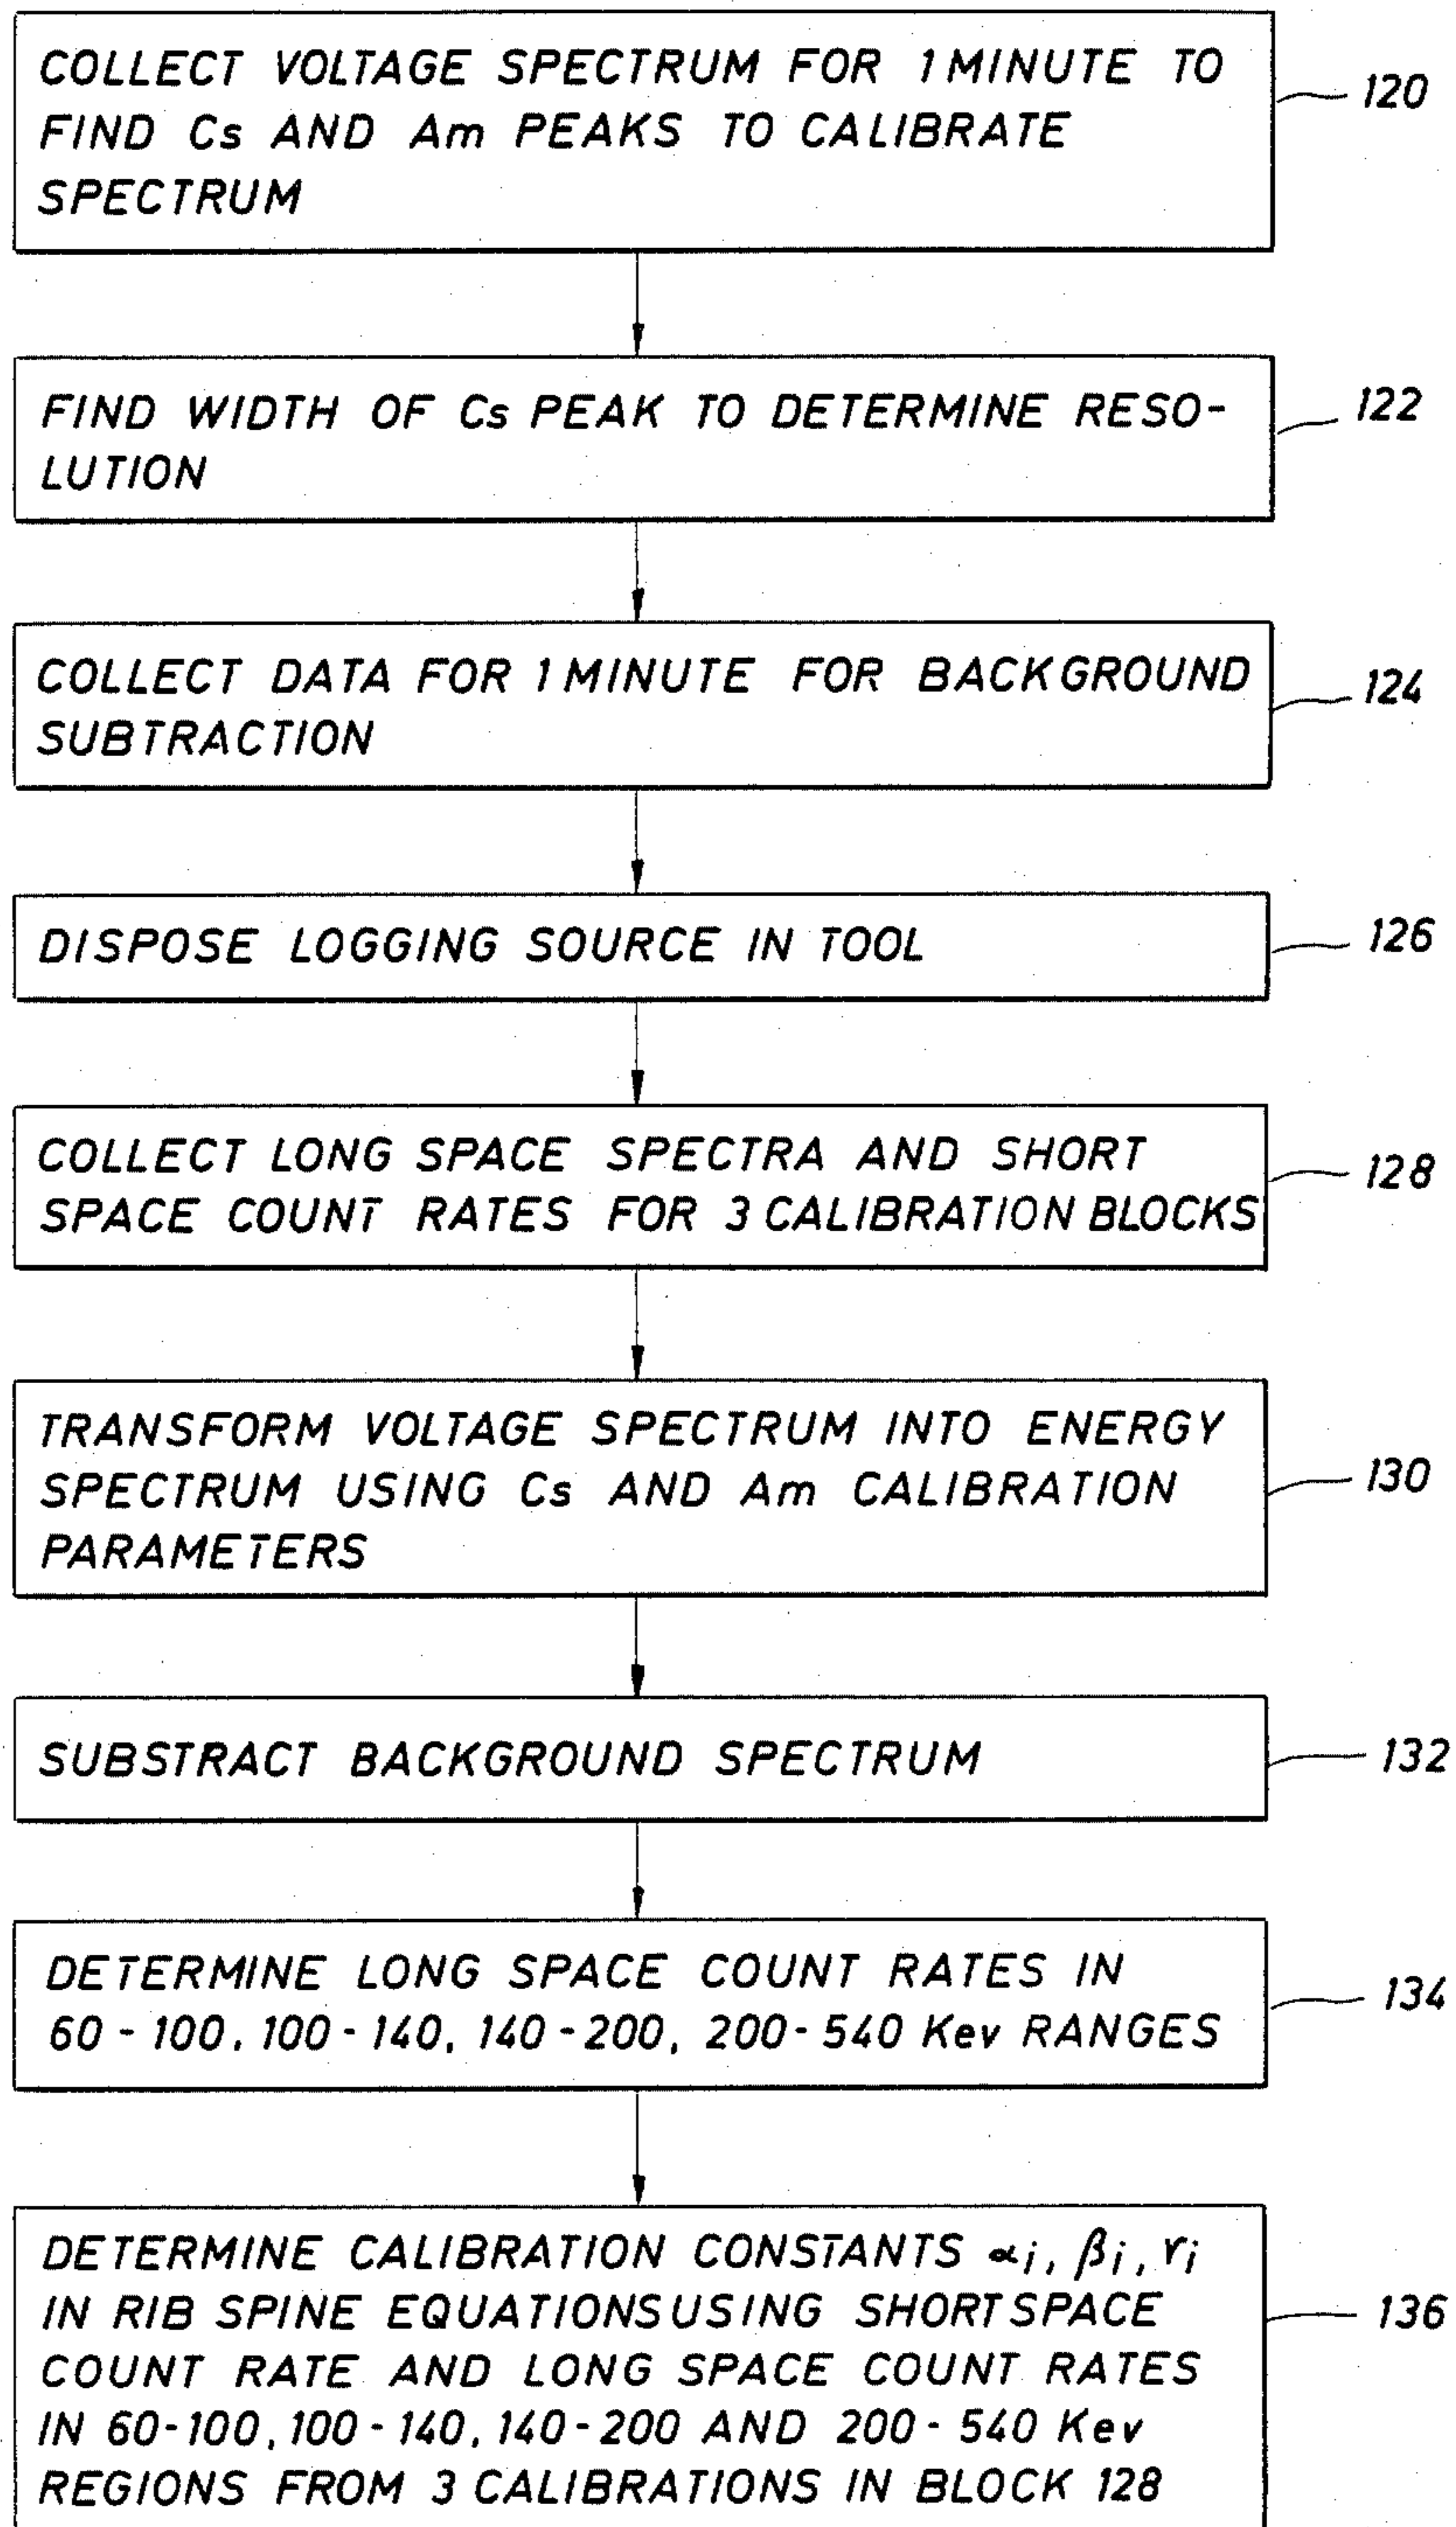 COLLECT VOLTAGE SPECTRUM FOR 1 MINUTE TO
FIND Cs AND Am PEAKS TO CALIBRATE
SPECTRUM
120
FIND WIDTH OF Cs PEAK TO DETERMINE RESO-
LUTION
122
COLLECT DATA FOR 1 MINUTE FOR BACKGROUND
SUBTRACTION
124
DISPOSE LOGGING SOURCE IN TOOL
126
COLLECT LONG SPACE SPECTRA AND SHORT
SPACE COUNT RATES FOR 3 CALIBRATION BLOCKS
128
TRANSFORM VOLTAGE SPECTRUM INTO ENERGY
SPECTRUM USING Cs AND Am CALIBRATION
PARAMETERS
130
SUBSTRACT BACKGROUND SPECTRUM
132
DETERMINE LONG SPACE COUNT RATES IN
60-100, 100-140, 140-200, 200-540 Kev RANGES
134
DETERMINE CALIBRATION CONSTANTS αi, βi, γi
IN RIB SPINE EQUATIONS USING SHORT SPACE
COUNT RATE AND LONG SPACE COUNT RATES
IN 60-100, 100-140, 140-200 AND 200-540 Kev
REGIONS FROM 3 CALIBRATIONS IN BLOCK 128
136